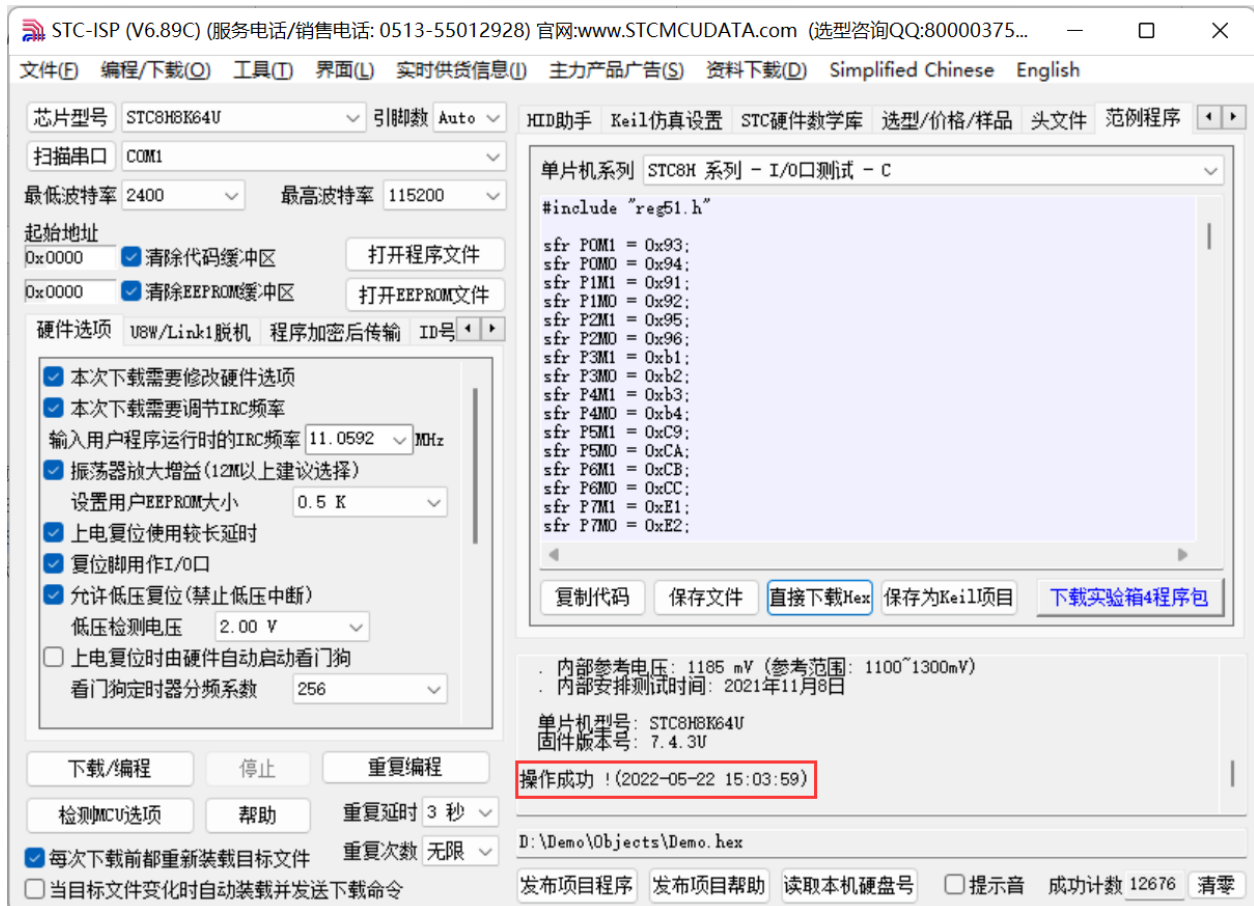 STC-ISP (V6.89C) (服务电话/销售电话: 0513-55012928) 官网:www.STCMCUDATA.com (选型咨询QQ:80000375...
文件(F) 编程/下载(O) 工具(T) 界面(L) 实时供货信息(I) 主力产品广告(S) 资料下载(D) Simplified Chinese English
芯片型号 STC8H8K64U 引脚数 Auto
扫描串口 COM1
最低波特率 2400 最高波特率 115200
起始地址
0x0000 清除代码缓冲区 打开程序文件
0x0000 清除EEPROM缓冲区 打开EEPROM文件
硬件选项 U8W/Link1脱机 程序加密后传输 ID号
本次下载需要修改硬件选项
本次下载需要调节IRC频率
输入用户程序运行时的IRC频率 11.0592 MHz
振荡器放大增益(12M以上建议选择)
设置用户EEPROM大小 0.5 K
上电复位使用较长延时
复位脚用作I/O口
允许低压复位(禁止低压中断)
低压检测电压 2.00 V
上电复位时由硬件自动启动看门狗
看门狗定时器分频系数 256
下载/编程 停止 重复编程
检测MCU选项 帮助 重复延时 3 秒
每次下载前都重新装载目标文件 重复次数 无限
当目标文件变化时自动装载并发送下载命令
HID助手 Keil仿真设置 STC硬件数学库 选型/价格/样品 头文件 范例程序
单片机系列 STC8H 系列 - I/O口测试 - C
#include "reg51.h"
sfr P0M1 = 0x93;
sfr P0M0 = 0x94;
sfr P1M1 = 0x91;
sfr P1M0 = 0x92;
sfr P2M1 = 0x95;
sfr P2M0 = 0x96;
sfr P3M1 = 0xb1;
sfr P3M0 = 0xb2;
sfr P4M1 = 0xb3;
sfr P4M0 = 0xb4;
sfr P5M1 = 0xC9;
sfr P5M0 = 0xCA;
sfr P6M1 = 0xCB;
sfr P6M0 = 0xCC;
sfr P7M1 = 0xE1;
sfr P7M0 = 0xE2;
复制代码 保存文件 直接下载Hex 保存为Keil项目 下载实验箱4程序包
. 内部参考电压: 1185 mV (参考范围: 1100~1300mV)
. 内部安排测试时间: 2021年11月8日
单片机型号: STC8H8K64U
固件版本号: 7.4.3U
操作成功 !(2022-05-22 15:03:59)
D:\Demo\Objects\Demo.hex
发布项目程序 发布项目帮助 读取本机硬盘号 提示音 成功计数 12676 清零